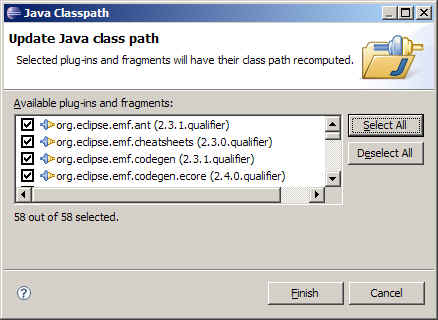 Java Classpath
Update Java class path
Selected plug-ins and fragments will have their class path recomputed.
Available plug-ins and fragments:
org.eclipse.emf.ant (2.3.1.qualifier)
org.eclipse.emf.cheatsheets (2.3.0.qualifier)
org.eclipse.emf.codegen (2.3.1.qualifier)
org.eclipse.emf.codegen.ecore (2.4.0.qualifier)
Select All
Deselect All
58 out of 58 selected.
?
Finish
Cancel